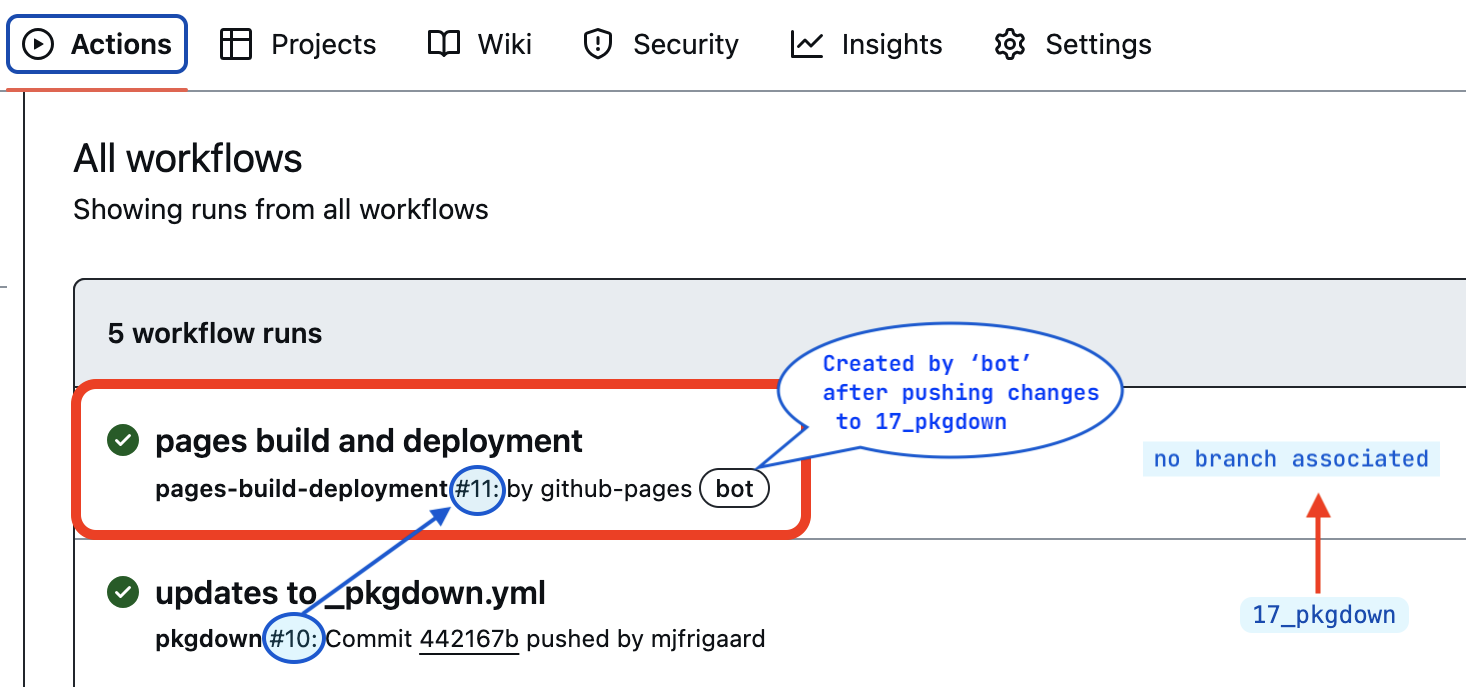 Actions Projects Wiki Security Insights Settings
All workflows
Showing runs from all workflows
5 workflow runs
Created by ‘bot’
after pushing changes
to 17_pkgdown
pages build and deployment
no branch associated
pages-build-deployment #11: by github-pages bot
updates to _pkgdown.yml
17_pkgdown
pkgdown #10: Commit 442167b pushed by mjfrigaard